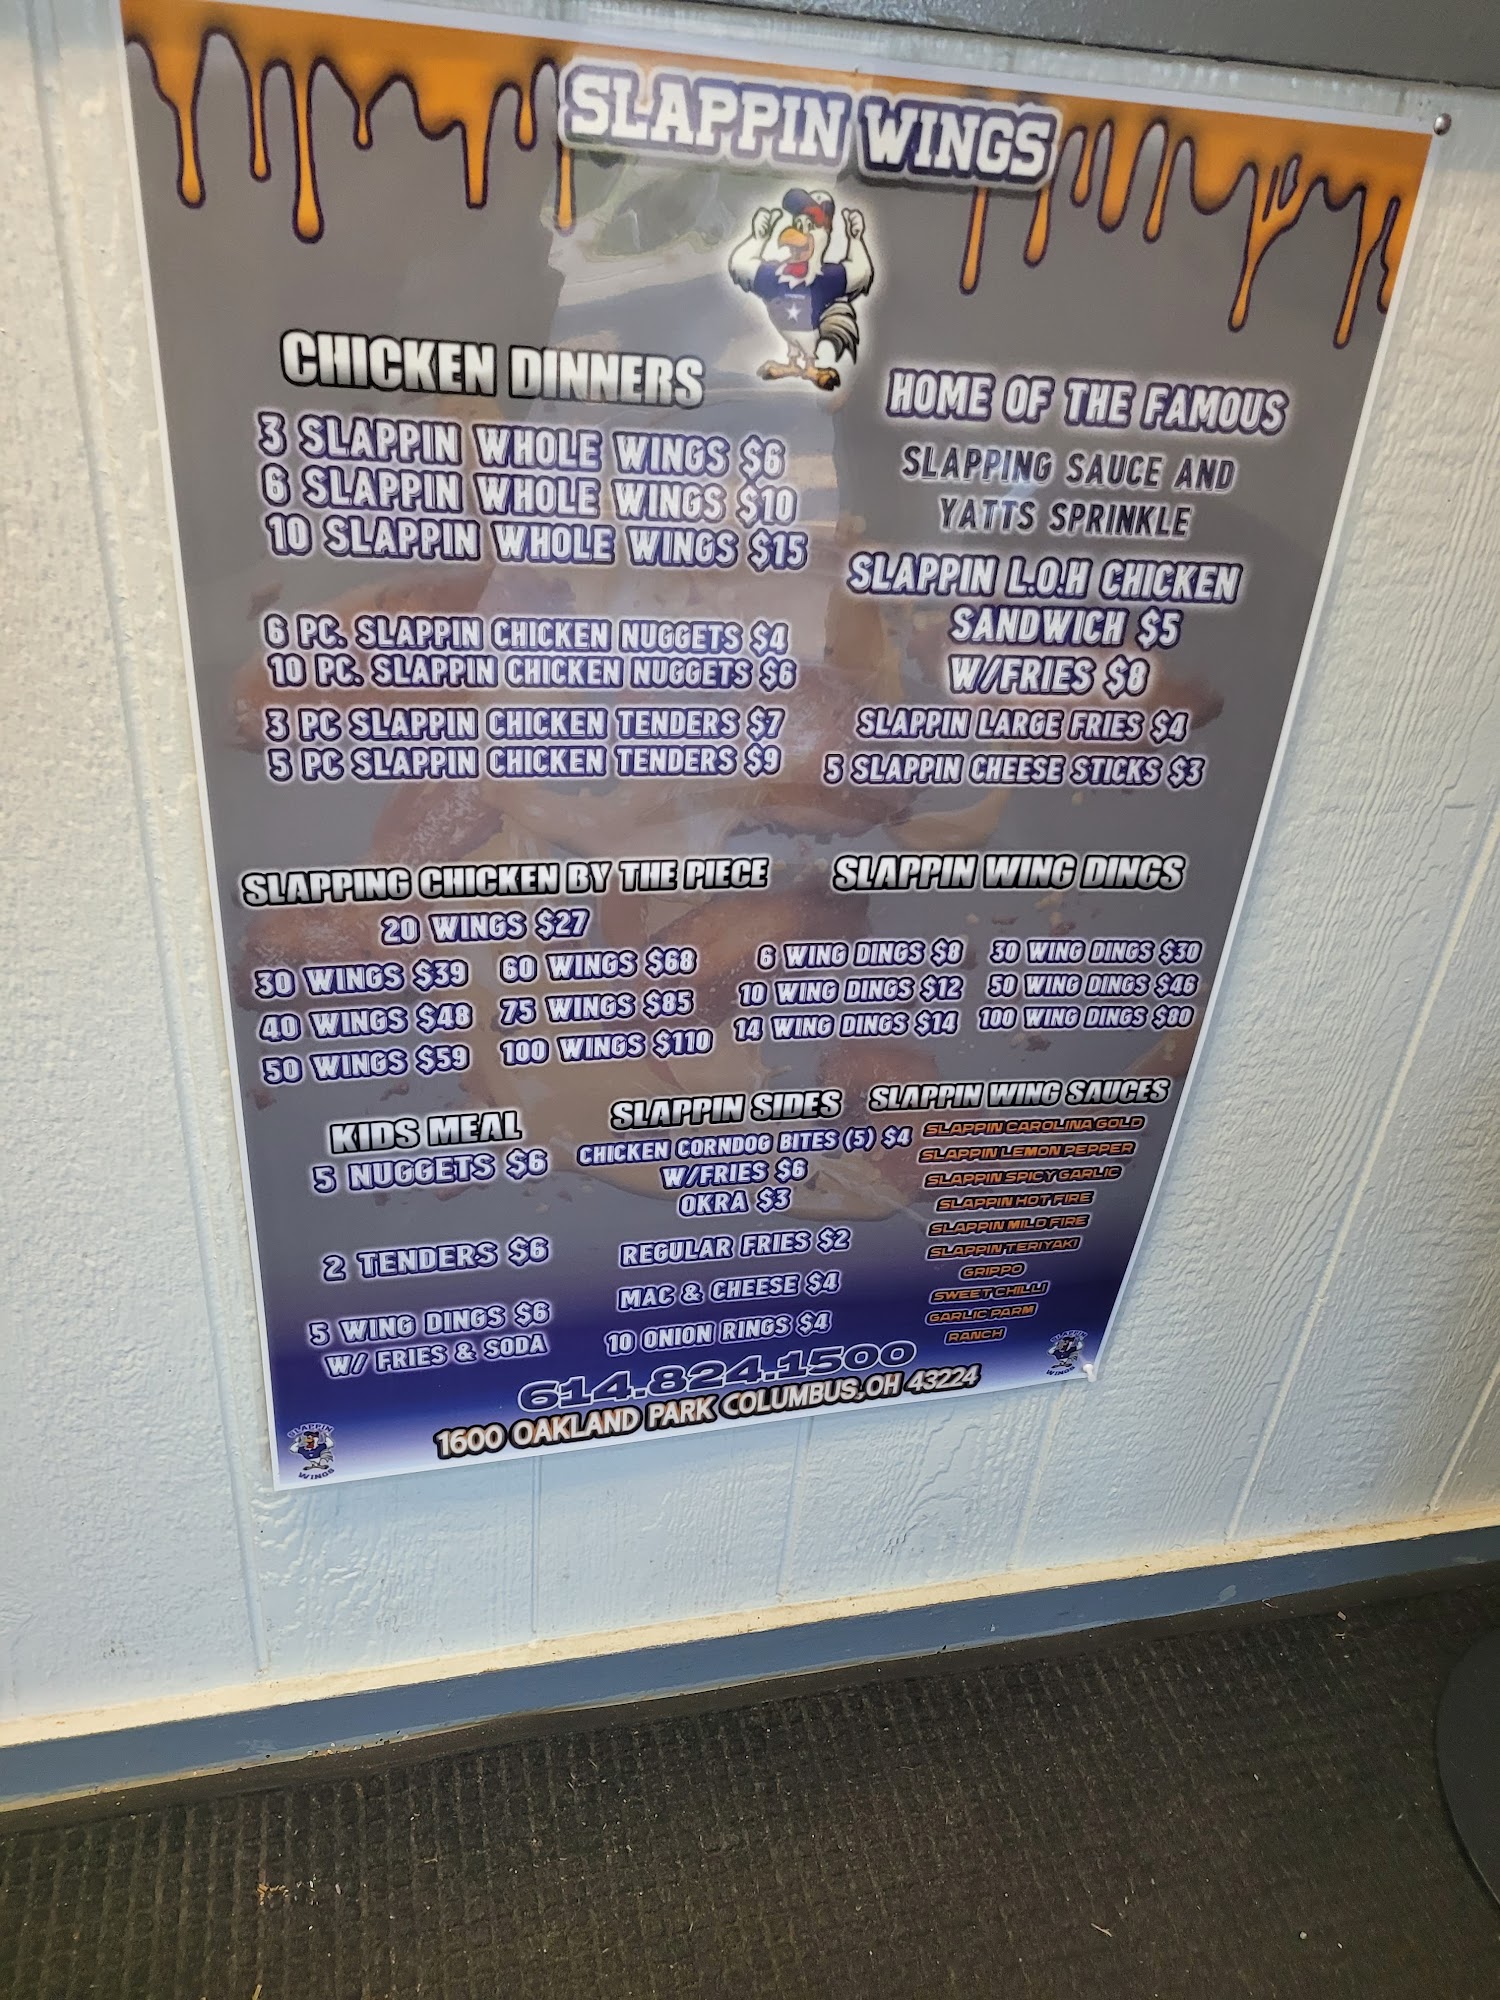 SLAPPIN WINGS
CHICKEN DINNERS
3 SLAPPIN WHOLE WINGS $6
6 SLAPPIN WHOLE WINGS $10
10 SLAPPIN WHOLE WINGS $15
6 PC. SLAPPIN CHICKEN NUGGETS $4
10 PC. SLAPPIN CHICKEN NUGGETS $6
3 PC SLAPPIN CHICKEN TENDERS $7
5 PC SLAPPIN CHICKEN TENDERS $9
HOME OF THE FAMOUS
SLAPPING SAUCE AND
YATTS SPRINKLE
SLAPPIN L.O.H CHICKEN
SANDWICH $5
W/FRIES $8
SLAPPIN LARGE FRIES $4
5 SLAPPIN CHEESE STICKS $3
SLAPPING CHICKEN BY THE PIECE
20 WINGS $27
30 WINGS $39
40 WINGS $48
50 WINGS $59
60 WINGS $68
75 WINGS $85
100 WINGS $110
SLAPPIN WING DINGS
6 WING DINGS $8
10 WING DINGS $12
14 WING DINGS $14
30 WING DINGS $30
50 WING DINGS $46
100 WING DINGS $80
KIDS MEAL
5 NUGGETS $6
2 TENDERS $6
5 WING DINGS $6
W/ FRIES & SODA
SLAPPIN SIDES
CHICKEN CORNDOG BITES (5) $4
W/FRIES $6
OKRA $3
REGULAR FRIES $2
MAC & CHEESE $4
10 ONION RINGS $4
SLAPPIN WING SAUCES
SLAPPIN CAROLINA GOLD
SLAPPIN LEMON PEPPER
SLAPPIN SPICY GARLIC
SLAPPIN HOT FIRE
SLAPPIN MILD FIRE
SLAPPIN TERIYAKI
GRIPPO
SWEET CHILLI
GARLIC PARM
RANCH
614.824.1500
1600 OAKLAND PARK COLUMBUS,OH 43224
SLAPPIN
WINGS
SLAPPIN
WINGS